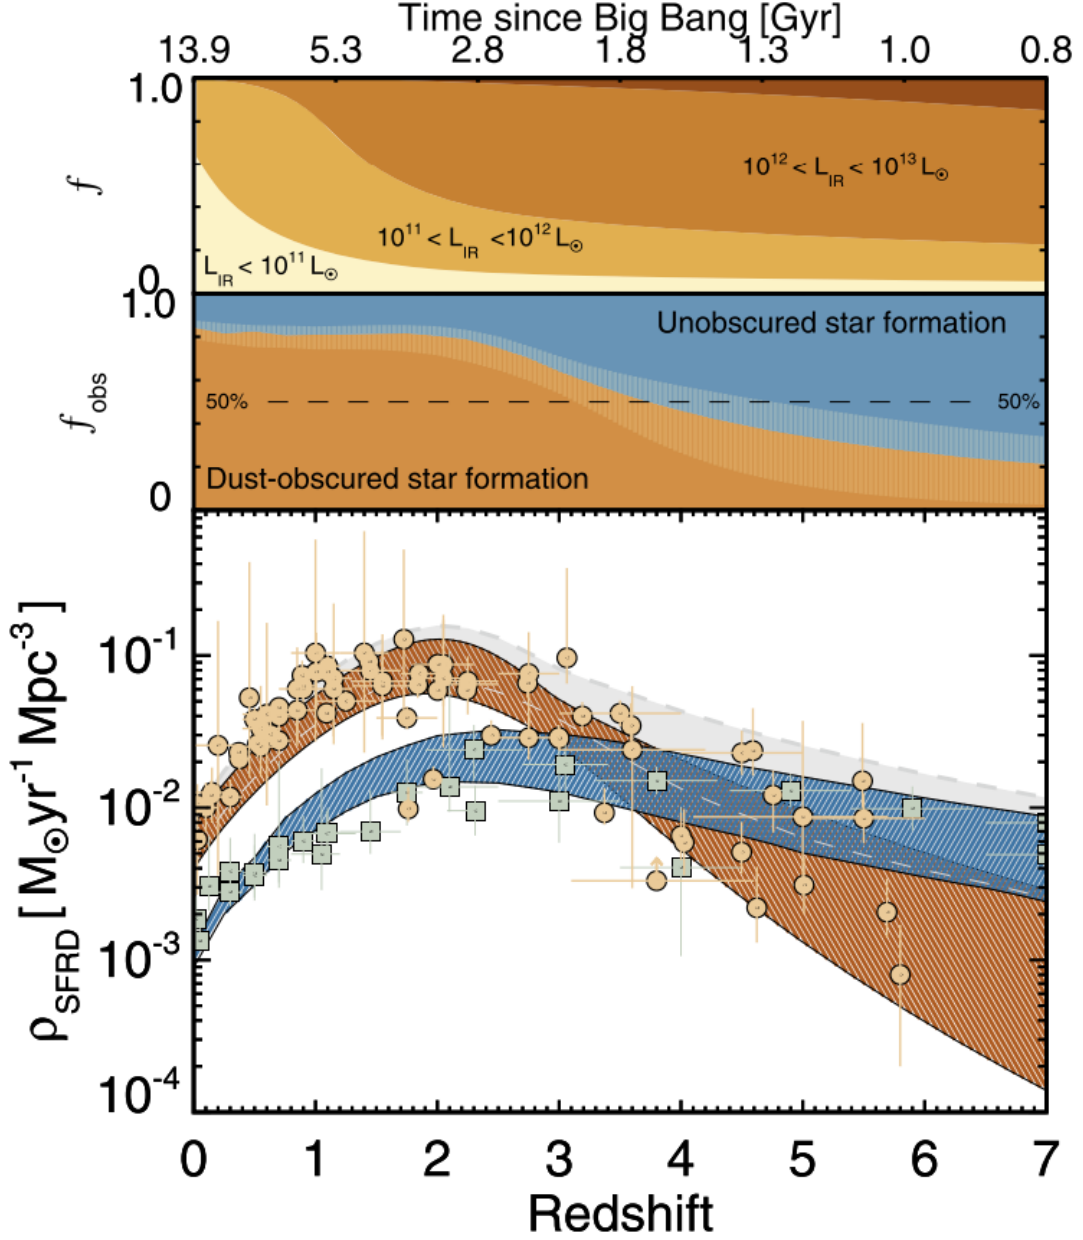 Time since Big Bang [Gyr]
13.9 5.3 2.8 1.8 1.3 1.0 0.8
1.0
f
10¹² < L_IR < 10¹³ L⊙
10¹¹ < L_IR <10¹² L⊙
L_IR < 10¹¹ L⊙
0
1.0
Unobscured star formation
f_obs
50% 50%
Dust-obscured star formation
0
ρ_SFRD [ M⊙ yr⁻¹ Mpc⁻³ ]
10⁻¹
10⁻²
10⁻³
10⁻⁴
0 1 2 3 4 5 6 7
Redshift